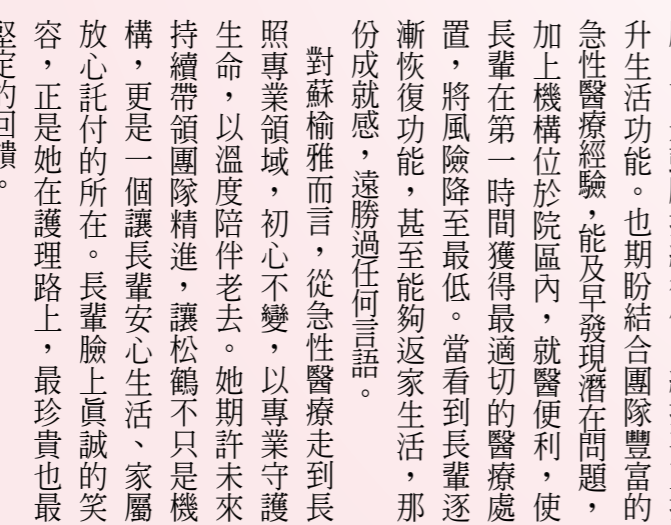 升生活功能。也期盼結合團隊豐富的
急性醫療經驗，能及早發現潛在問題，
加上機構位於院區內，就醫便利，使
長輩在第一時間獲得最適切的醫療處
置，將風險降至最低。當看到長輩逐
漸恢復功能，甚至能夠返家生活，那
份成就感，遠勝過任何言語。
對蘇榆雅而言，從急性醫療走到長
照專業領域，初心不變，以專業守護
生命，以溫度陪伴老去。她期許未來
持續帶領團隊精進，讓松鶴不只是機
構，更是一個讓長輩安心生活、家屬
放心託付的所在。長輩臉上真誠的笑
容，正是她在護理路上，最珍貴也最
堅定的回饋。